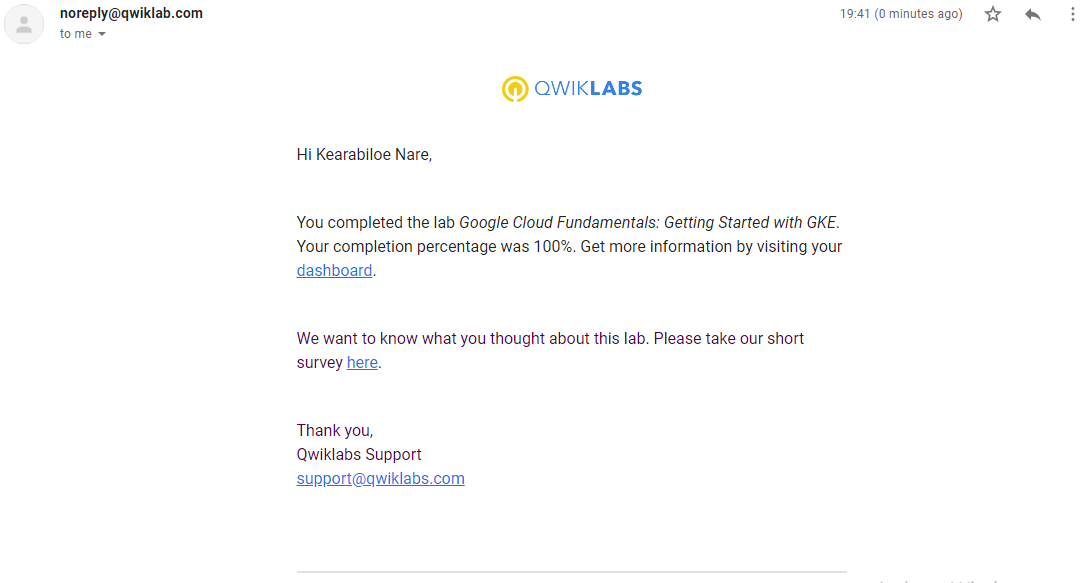 noreply@qwiklab.com
19:41 (0 minutes ago)
to me
QWIKLABS
Hi Kearabiloe Nare,
You completed the lab Google Cloud Fundamentals: Getting Started with GKE.
Your completion percentage was 100%. Get more information by visiting your
dashboard.
We want to know what you thought about this lab. Please take our short
survey here.
Thank you,
Qwiklabs Support
support@qwiklabs.com